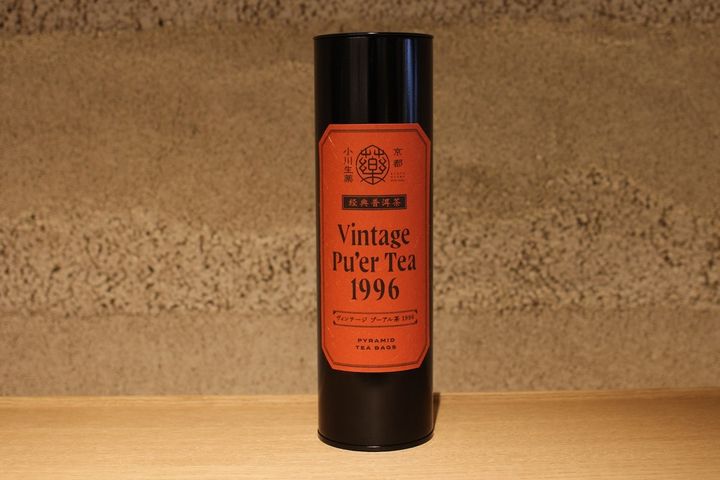 小川生薬
薬
京都
経典普洱茶
Vintage
Pu'er Tea
1996
ヴィンテージ プーアル茶 1996
PYRAMID
TEA BAGS